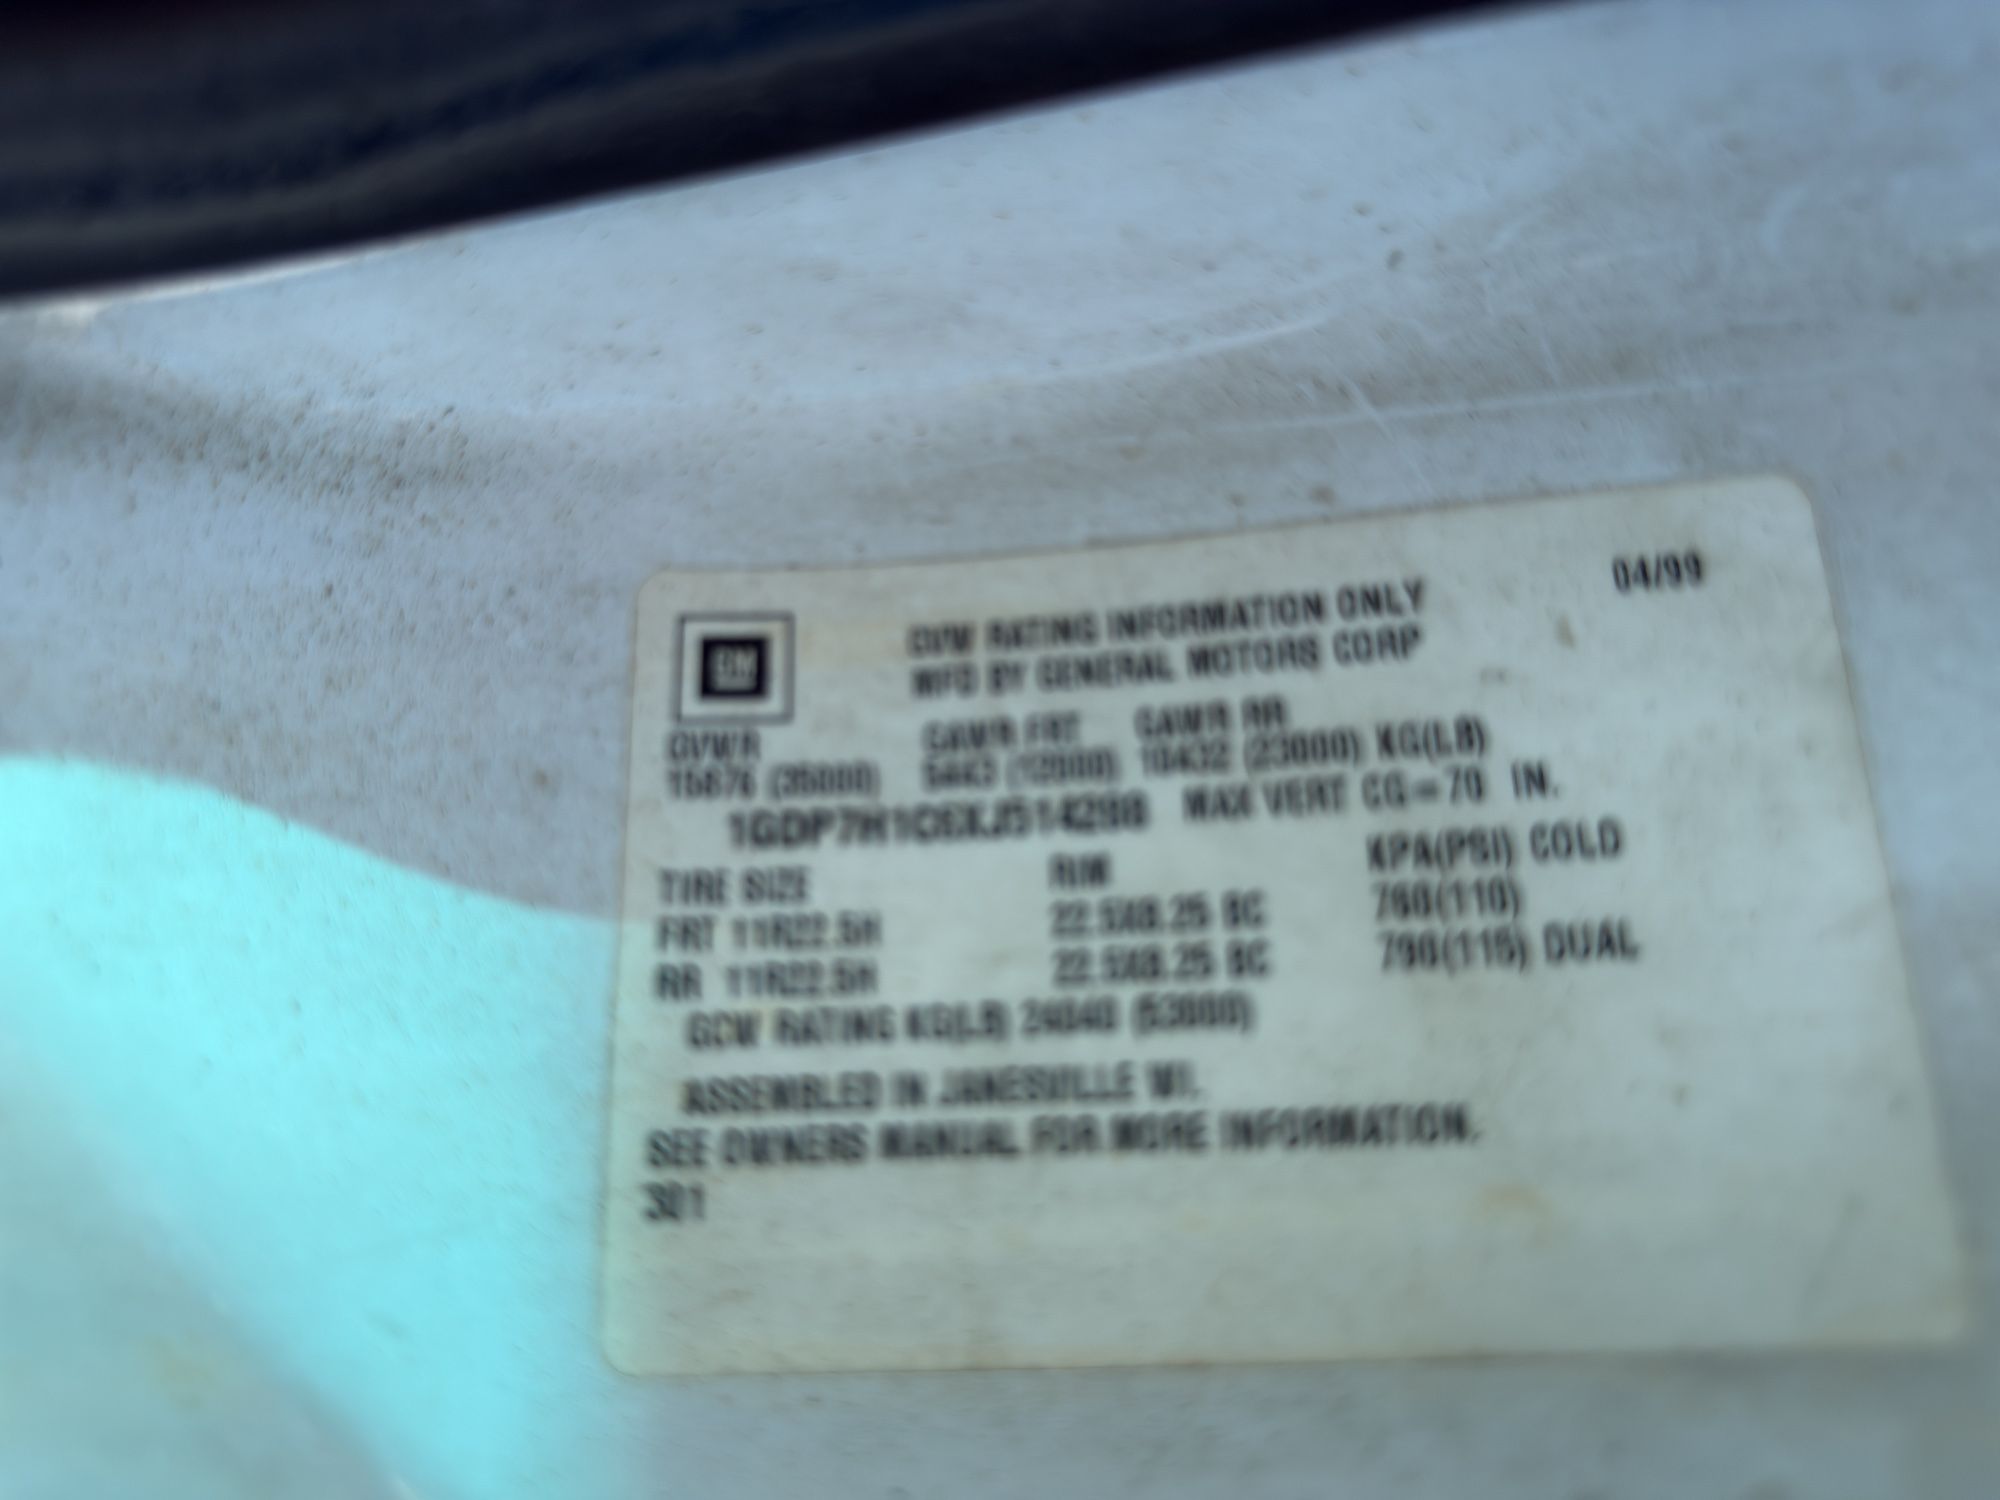 04/99
GM
GVW RATING INFORMATION ONLY
MFD BY GENERAL MOTORS CORP
GVWR GAWR FRT GAWR RR
15876 (35000) 5443 (12000) 10432 (23000) KG(LB)
MAX VERT CG=70 IN.
TIRE SIZE RIM KPA(PSI) COLD
FRT 11R22.5H 22.5X8.25 BC 760(110)
RR 11R22.5H 22.5X8.25 BC 790(115) DUAL
GCW RATING KG(LB) 24040 (53000)
ASSEMBLED IN JANESVILLE WI.
SEE OWNERS MANUAL FOR MORE INFORMATION.
301